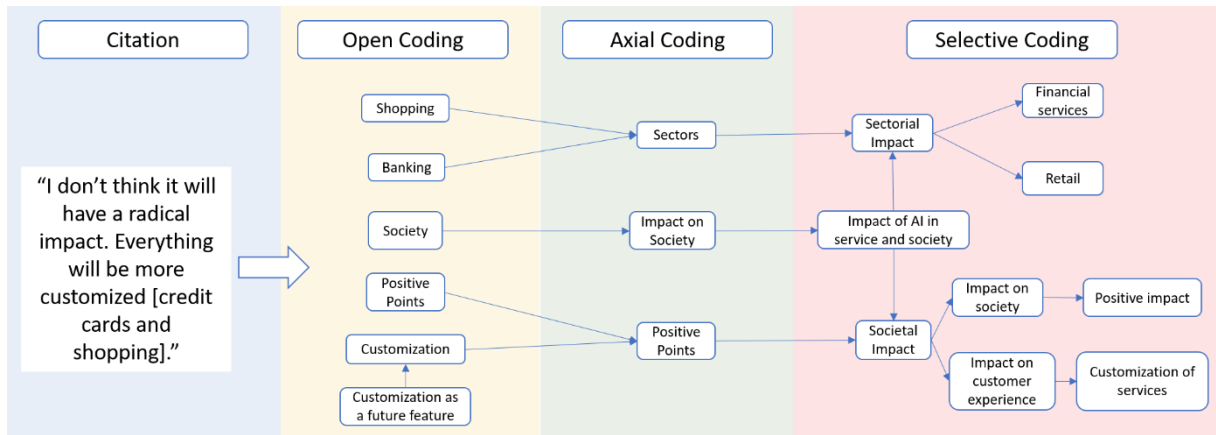 Citation
Open Coding
Axial Coding
Selective Coding
“I don’t think it will
have a radical
impact. Everything
will be more
customized [credit
cards and
shopping].”
Shopping
Banking
Society
Positive
Points
Customization
Customization as
a future feature
Sectors
Impact on
Society
Positive
Points
Sectorial
Impact
Impact of AI in
service and society
Societal
Impact
Financial
services
Retail
Impact on
society
Positive impact
Impact on
customer
experience
Customization of
services